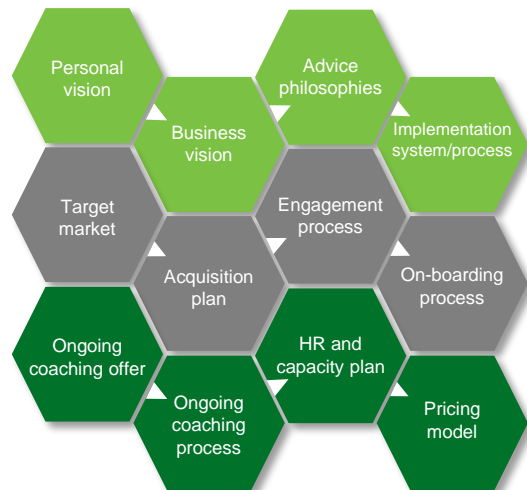 Personal
vision
Business
vision
Advice
philosophies
Implementation
system/process
Target
market
Acquisition
plan
Engagement
process
On-boarding
process
Ongoing
coaching offer
Ongoing
coaching
process
HR and
capacity plan
Pricing
model